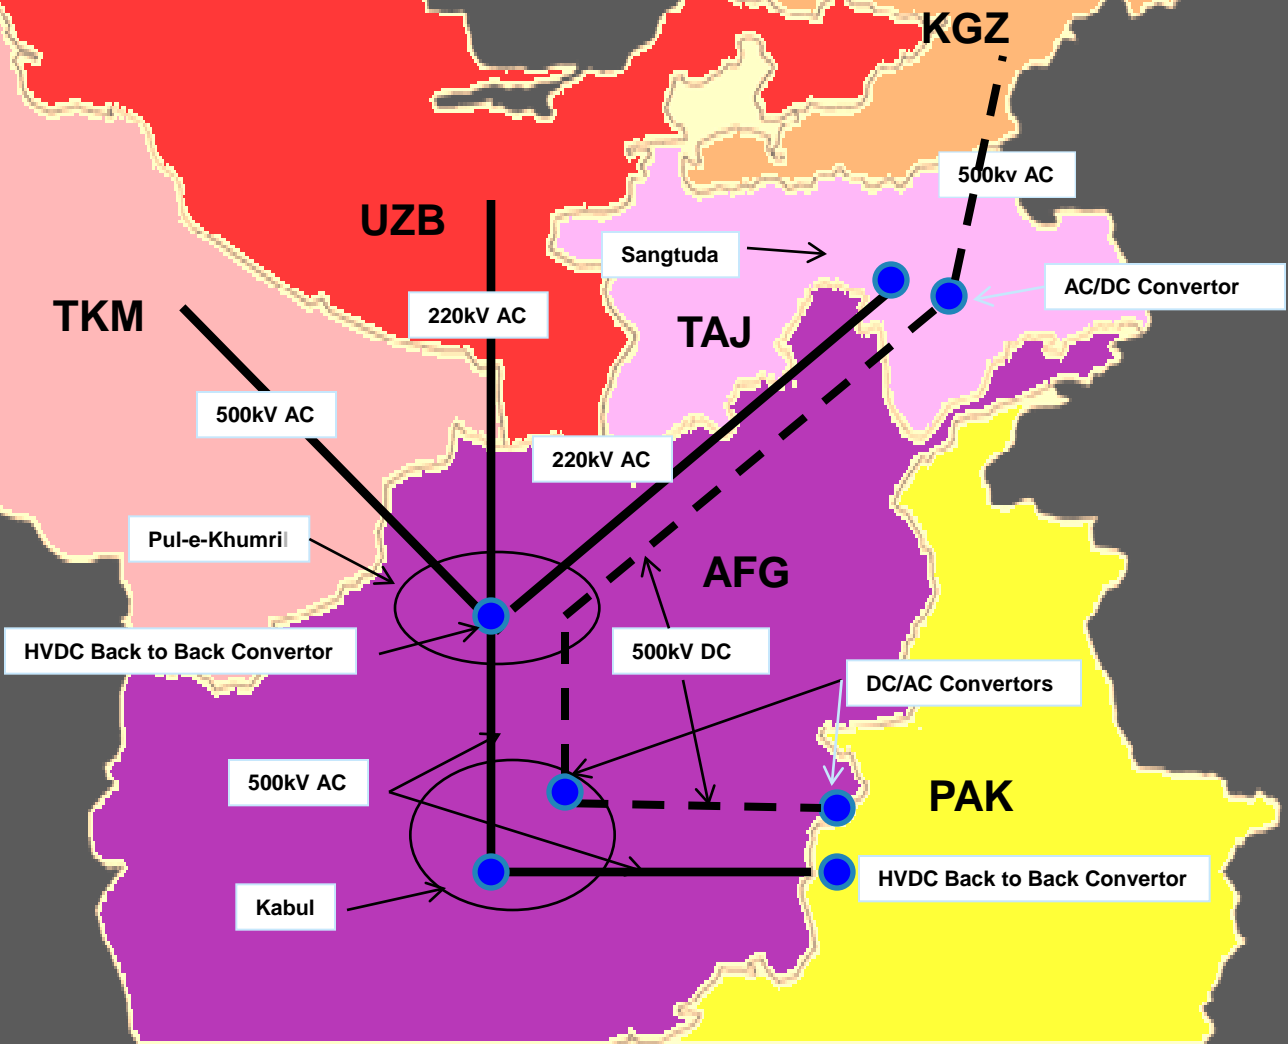 KGZ
500kv AC
UZB
Sangtuda
AC/DC Convertor
TKM
220kV AC
TAJ
500kV AC
220kV AC
Pul-e-Khumri
AFG
HVDC Back to Back Convertor
500kV DC
DC/AC Convertors
500kV AC
PAK
HVDC Back to Back Convertor
Kabul